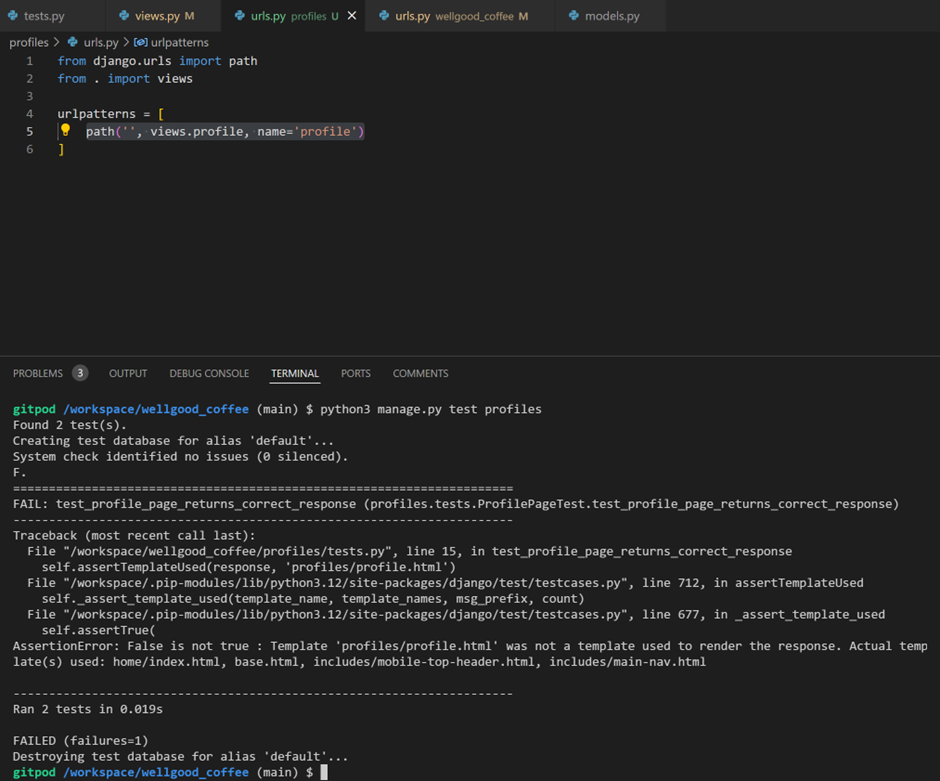 tests.py views.py M urls.py profiles U × urls.py wellgood_coffee M models.py
profiles > urls.py > urlpatterns
1 from django.urls import path
2 from . import views
3
4 urlpatterns = [
5 path('', views.profile, name='profile')
6 ]
PROBLEMS 3 OUTPUT DEBUG CONSOLE TERMINAL PORTS COMMENTS
gitpod /workspace/wellgood_coffee (main) $ python3 manage.py test profiles
Found 2 test(s).
Creating test database for alias 'default'...
System check identified no issues (0 silenced).
F.
======================================================================
FAIL: test_profile_page_returns_correct_response (profiles.tests.ProfilePageTest.test_profile_page_returns_correct_response)
----------------------------------------------------------------------
Traceback (most recent call last):
File "/workspace/wellgood_coffee/profiles/tests.py", line 15, in test_profile_page_returns_correct_response
self.assertTemplateUsed(response, 'profiles/profile.html')
File "/workspace/.pip-modules/lib/python3.12/site-packages/django/test/testcases.py", line 712, in assertTemplateUsed
self._assert_template_used(template_name, template_names, msg_prefix, count)
File "/workspace/.pip-modules/lib/python3.12/site-packages/django/test/testcases.py", line 677, in _assert_template_used
self.assertTrue(
AssertionError: False is not true : Template 'profiles/profile.html' was not a template used to render the response. Actual temp
late(s) used: home/index.html, base.html, includes/mobile-top-header.html, includes/main-nav.html
----------------------------------------------------------------------
Ran 2 tests in 0.019s
FAILED (failures=1)
Destroying test database for alias 'default'...
gitpod /workspace/wellgood_coffee (main) $